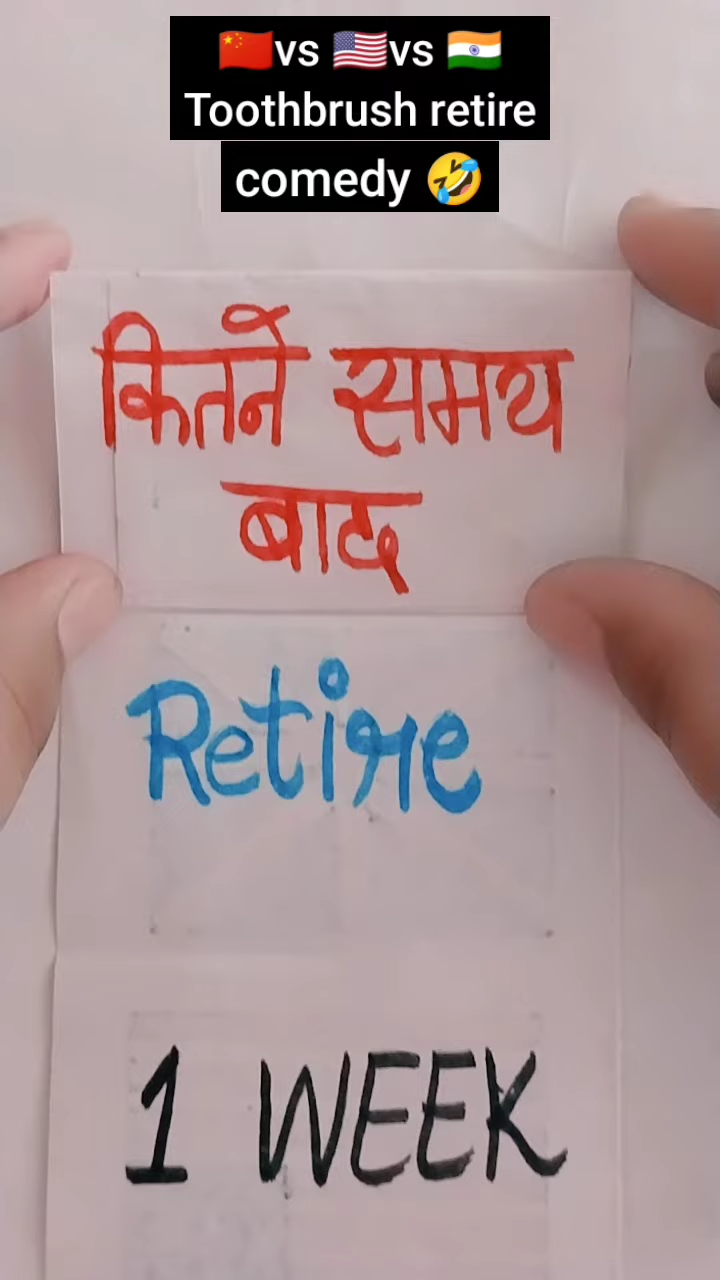 🇨🇳vs 🇺🇸vs 🇮🇳
Toothbrush retire
comedy 🤣
कितने समय
बाद
Retire
1 WEEK